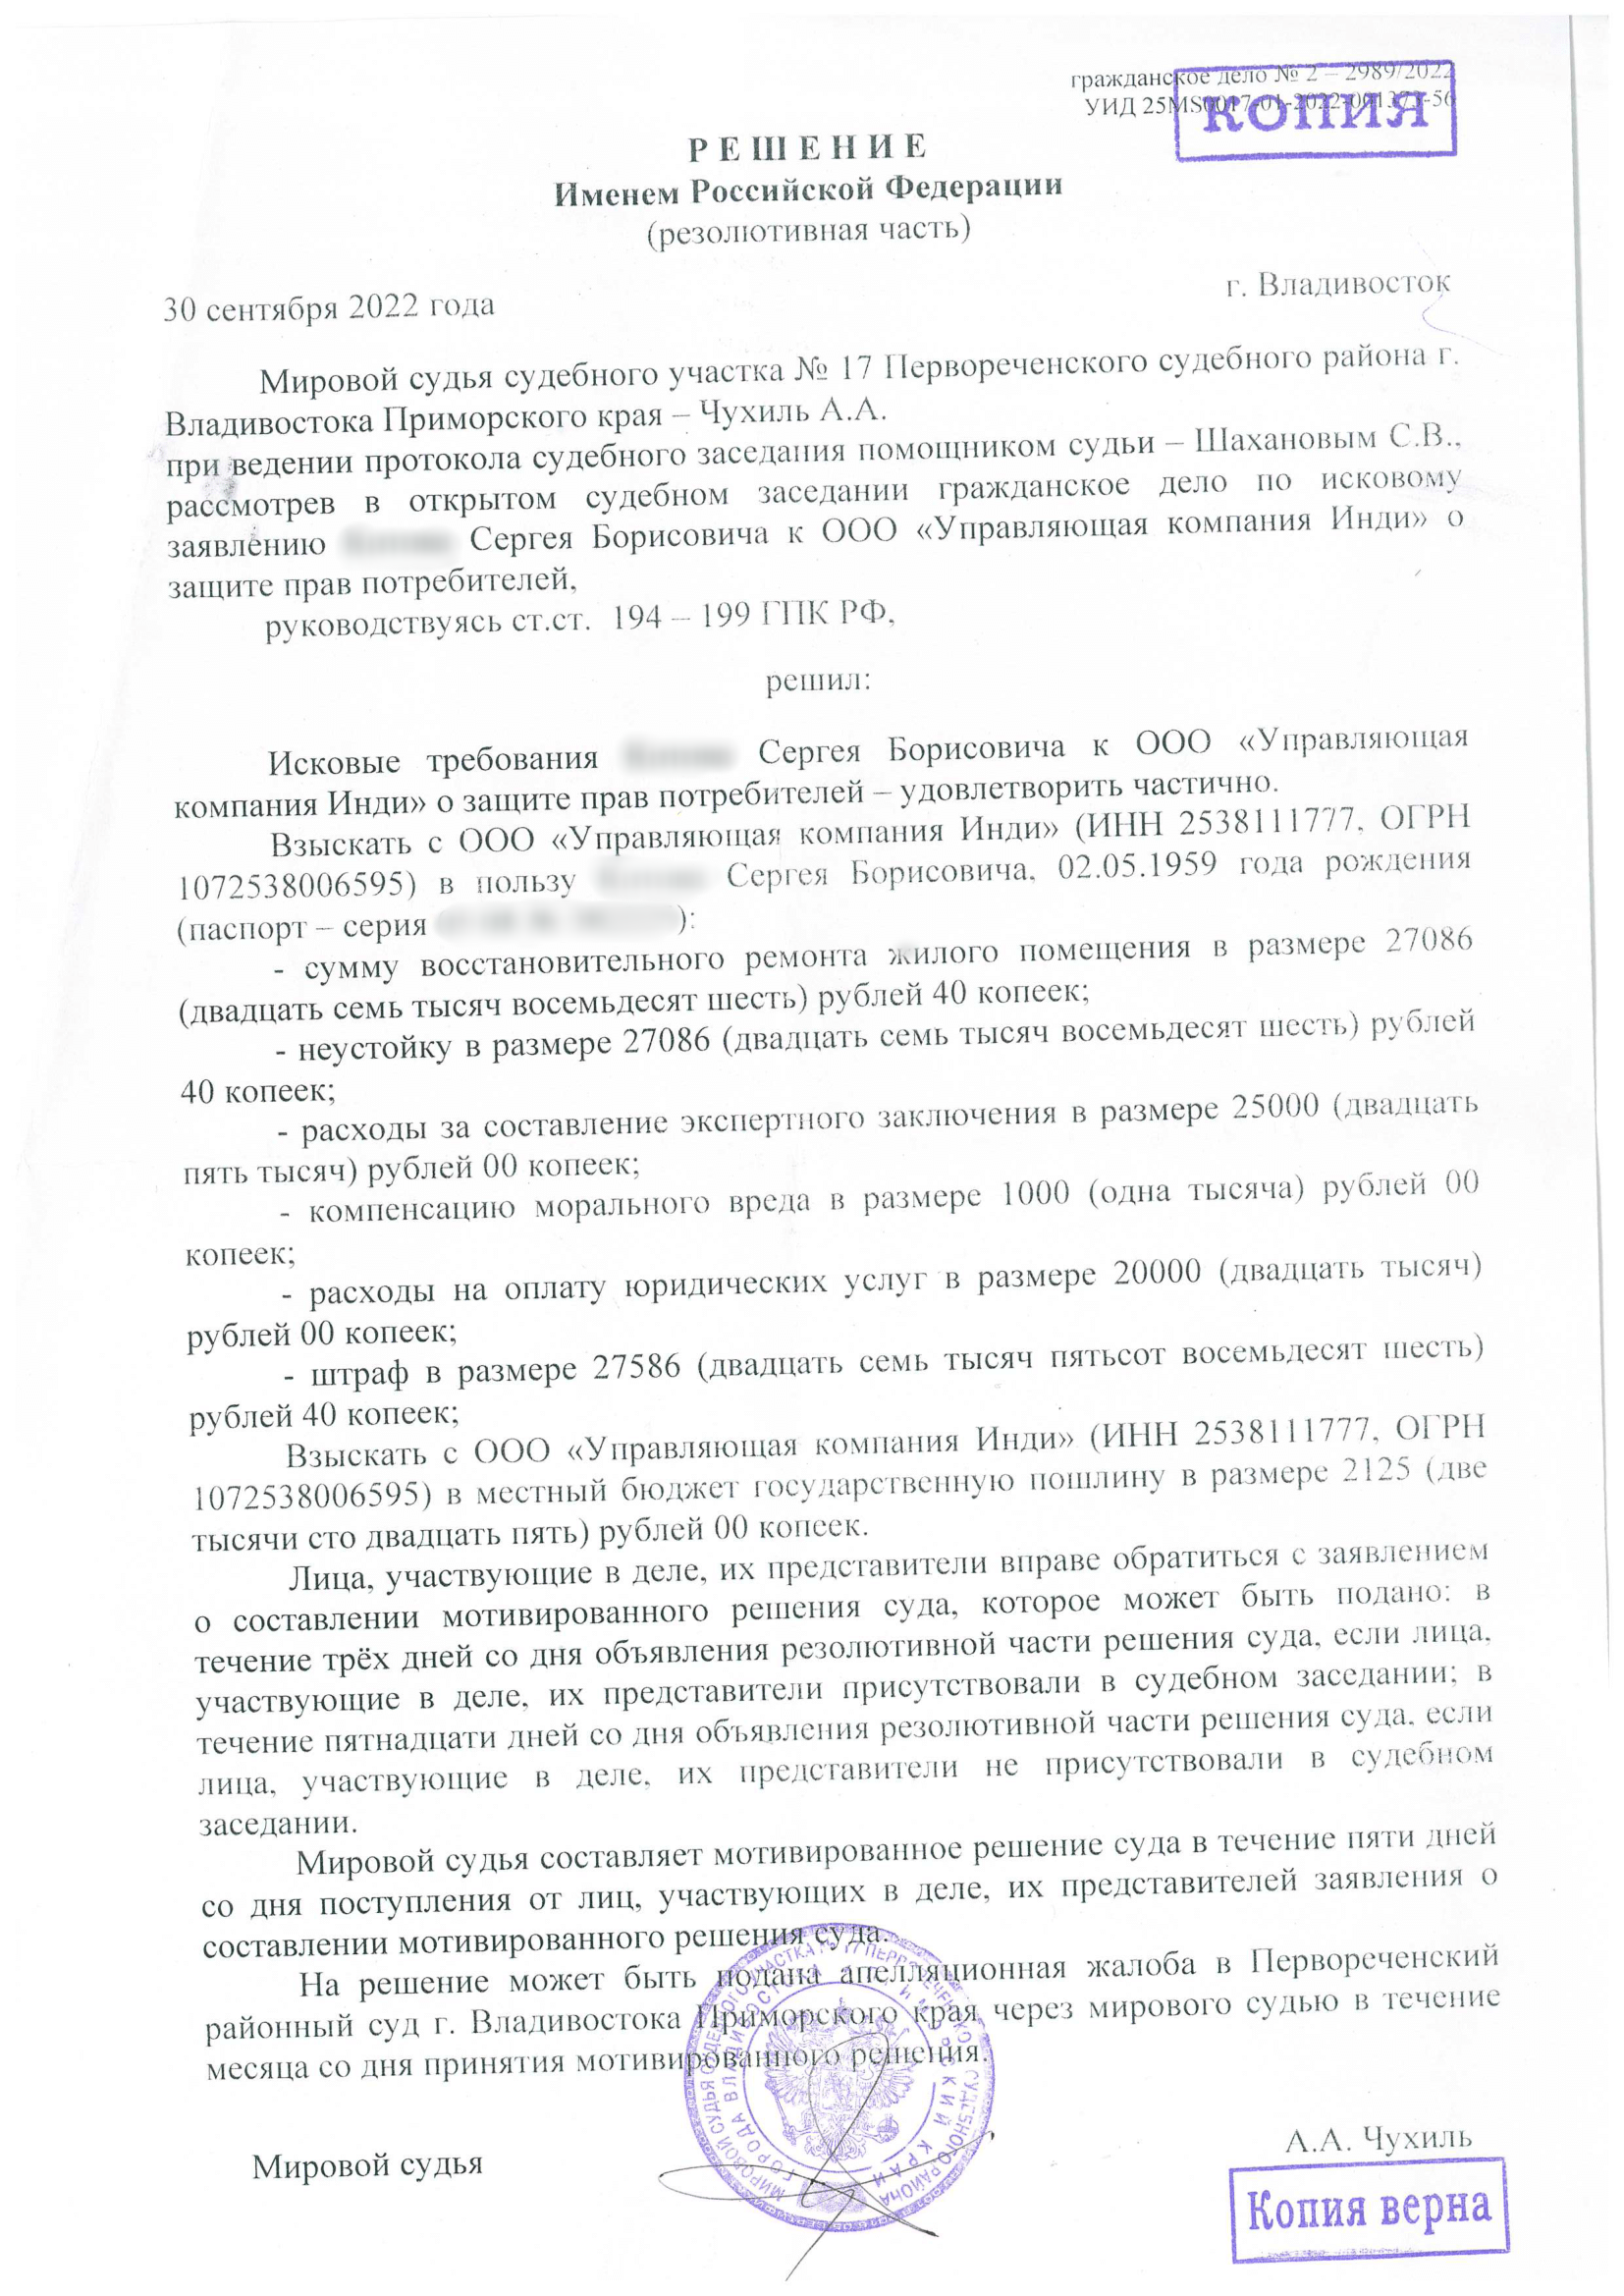 гражданское дело № 2 – 2989/2022
УИД 25MS0017-01-2022-00
КОПИЯ
Р Е Ш Е Н И Е
Именем Российской Федерации
(резолютивная часть)
30 сентября 2022 года
г. Владивосток
Мировой судья судебного участка № 17 Первореченского судебного района г.
Владивостока Приморского края – Чухиль А.А.
при ведении протокола судебного заседания помощником судьи – Шахановым С.В.,
рассмотрев в открытом судебном заседании гражданское дело по исковому
заявлению Сергея Борисовича к ООО «Управляющая компания Инди» о
защите прав потребителей,
руководствуясь ст.ст. 194 – 199 ГПК РФ,
решил:
Исковые требования Сергея Борисовича к ООО «Управляющая
компания Инди» о защите прав потребителей – удовлетворить частично.
Взыскать с ООО «Управляющая компания Инди» (ИНН 2538111777, ОГРН
1072538006595) в пользу Сергея Борисовича, 02.05.1959 года рождения
(паспорт – серия ):
- сумму восстановительного ремонта жилого помещения в размере 27086
(двадцать семь тысяч восемьдесят шесть) рублей 40 копеек;
- неустойку в размере 27086 (двадцать семь тысяч восемьдесят шесть) рублей
40 копеек;
- расходы за составление экспертного заключения в размере 25000 (двадцать
пять тысяч) рублей 00 копеек;
- компенсацию морального вреда в размере 1000 (одна тысяча) рублей 00
копеек;
- расходы на оплату юридических услуг в размере 20000 (двадцать тысяч)
рублей 00 копеек;
- штраф в размере 27586 (двадцать семь тысяч пятьсот восемьдесят шесть)
рублей 40 копеек;
Взыскать с ООО «Управляющая компания Инди» (ИНН 2538111777, ОГРН
1072538006595) в местный бюджет государственную пошлину в размере 2125 (две
тысячи сто двадцать пять) рублей 00 копеек.
Лица, участвующие в деле, их представители вправе обратиться с заявлением
о составлении мотивированного решения суда, которое может быть подано: в
течение трёх дней со дня объявления резолютивной части решения суда, если лица,
участвующие в деле, их представители присутствовали в судебном заседании; в
течение пятнадцати дней со дня объявления резолютивной части решения суда, если
лица, участвующие в деле, их представители не присутствовали в судебном
заседании.
Мировой судья составляет мотивированное решение суда в течение пяти дней
со дня поступления от лиц, участвующих в деле, их представителей заявления о
составлении мотивированного решения суда.
На решение может быть подана апелляционная жалоба в Первореченский
районный суд г. Владивостока Приморского края через мирового судью в течение
месяца со дня принятия мотивированного решения.
МИРОВОЙ СУДЬЯ СУДЕБНОГО УЧАСТКА № 17 ПЕРВОРЕЧЕНСКОГО СУДЕБНОГО РАЙОНА
ГОРОДА ВЛАДИВОСТОКА ПРИМОРСКИЙ КРАЙ
Мировой судья
А.А. Чухиль
Копия верна